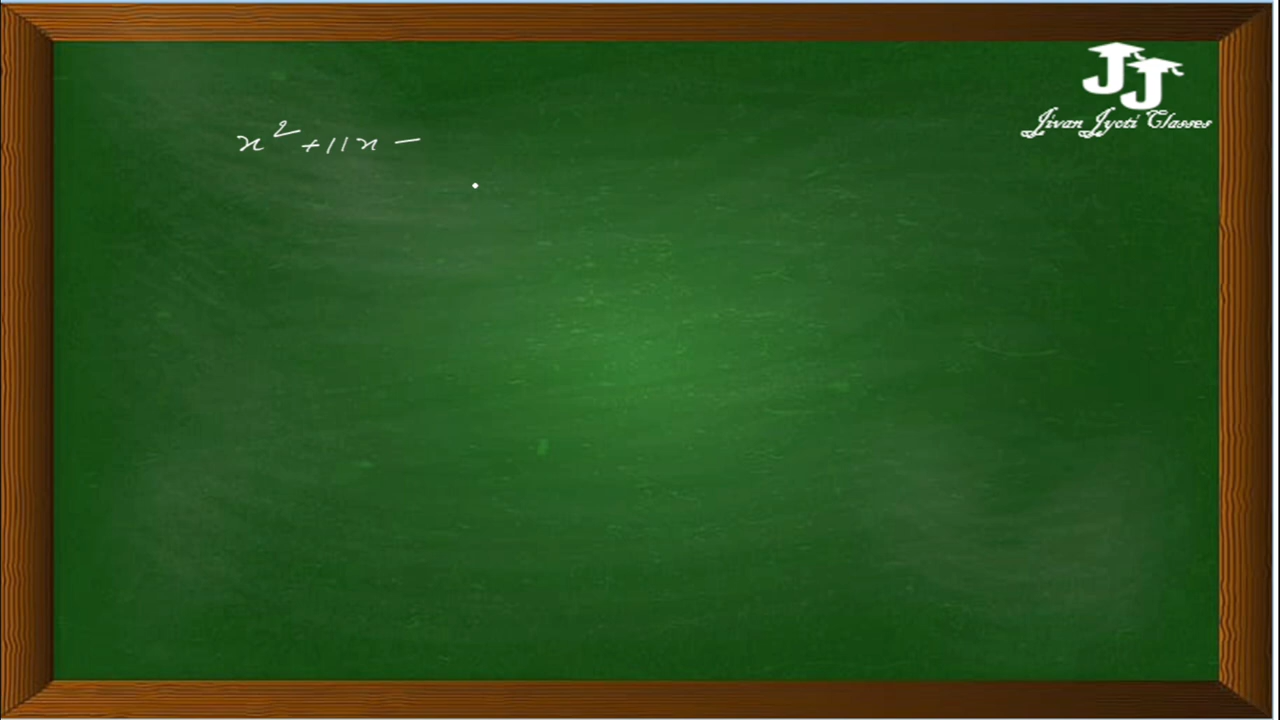 x² + 11x −
JJ
Jivan Jyoti Classes